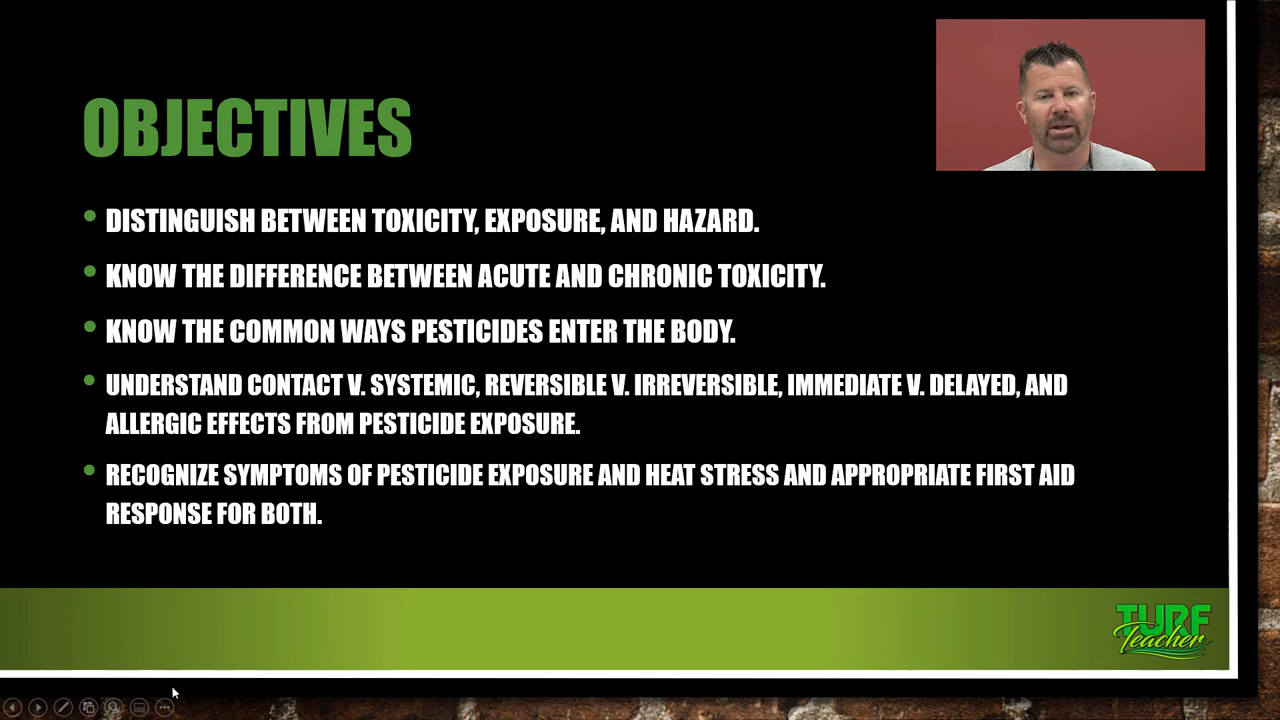 OBJECTIVES
DISTINGUISH BETWEEN TOXICITY, EXPOSURE, AND HAZARD.
KNOW THE DIFFERENCE BETWEEN ACUTE AND CHRONIC TOXICITY.
KNOW THE COMMON WAYS PESTICIDES ENTER THE BODY.
UNDERSTAND CONTACT V. SYSTEMIC, REVERSIBLE V. IRREVERSIBLE, IMMEDIATE V. DELAYED, AND
ALLERGIC EFFECTS FROM PESTICIDE EXPOSURE.
RECOGNIZE SYMPTOMS OF PESTICIDE EXPOSURE AND HEAT STRESS AND APPROPRIATE FIRST AID
RESPONSE FOR BOTH.
TURF
Teacher